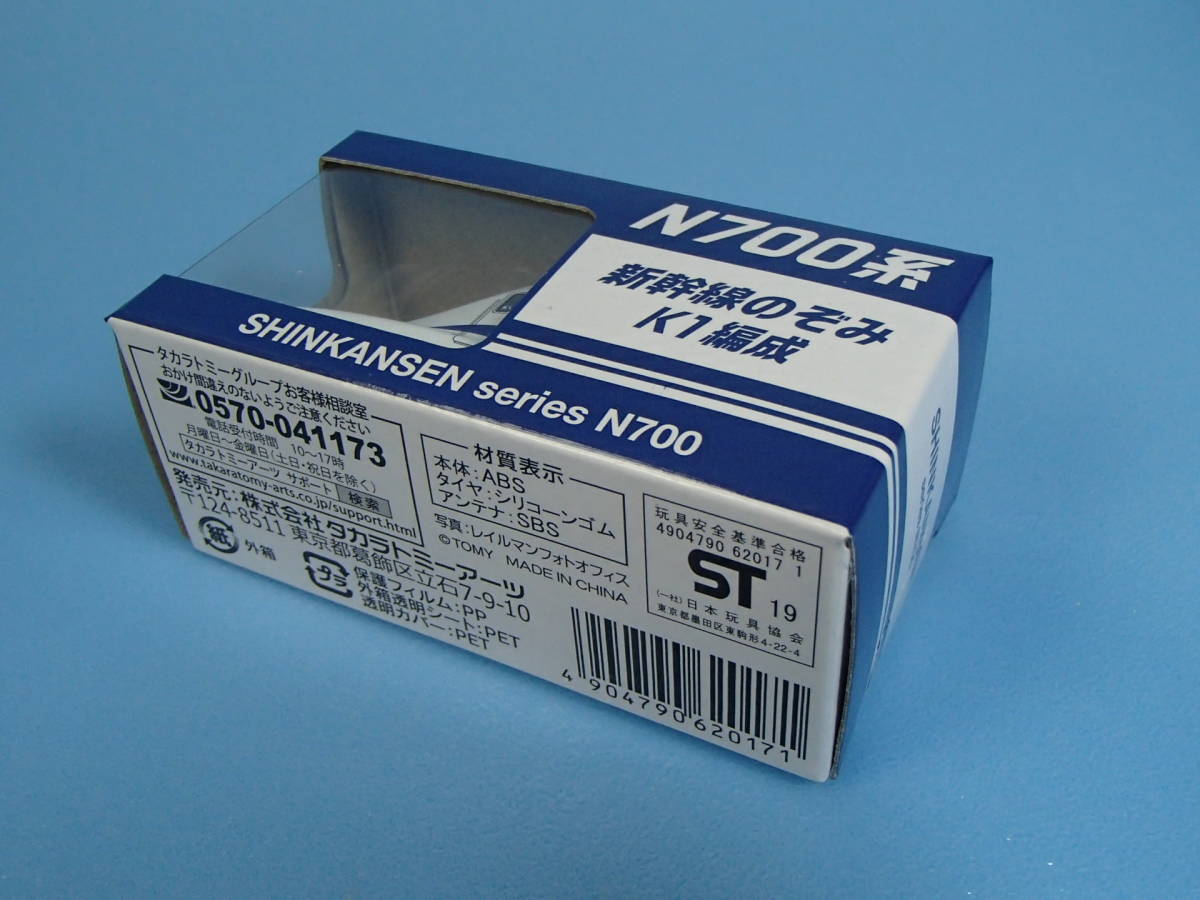 N700系
新幹線のぞみ
K1編成
SHINKANSEN series N700
タカラトミーグループお客様相談室
おかけ間違えのないようご注意ください
0570-041173
電話受付時間 10〜17時
月曜日〜金曜日(土日・祝日を除く)
タカラトミーアーツ サポート 検索
www.takaratomy-arts.co.jp/support.html
発売元:株式会社タカラトミーアーツ
〒124-8511 東京都葛飾区立石7-9-10
紙 外箱
プラ
保護フィルム:PP
外箱透明シート:PET
透明カバー:PET
材質表示
本体:ABS
タイヤ:シリコーンゴム
アンテナ:SBS
写真:レイルマンフォトオフィス
©TOMY MADE IN CHINA
玩具安全基準合格
4904790 62017 1
ST 19
(一社)日本玩具協会
東京都墨田区東駒形4-22-4
4 904790 620171